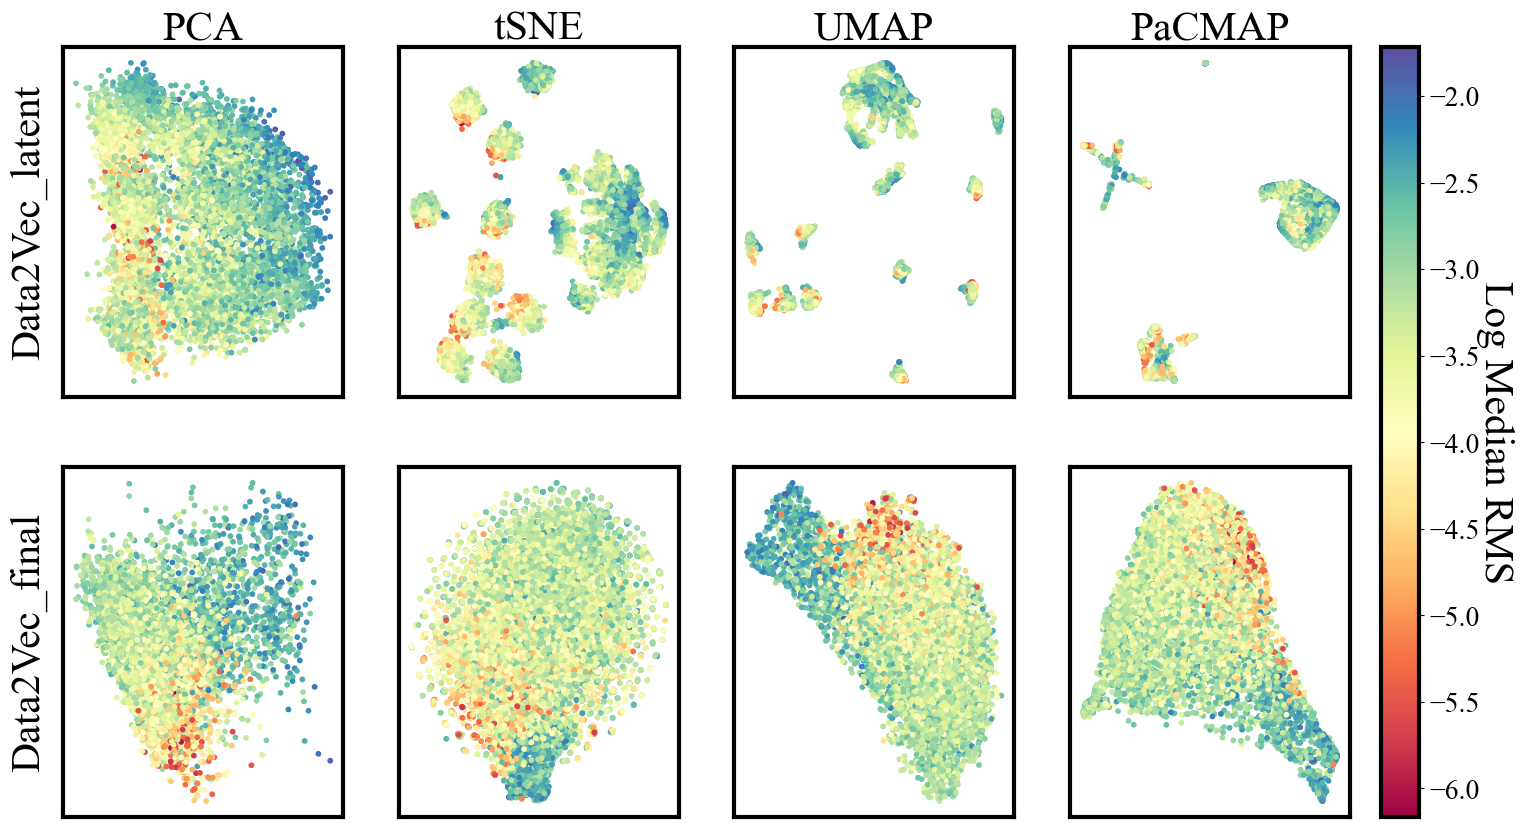 PCA
tSNE
UMAP
PaCMAP
Data2Vec_latent
Data2Vec_final
−2.0
−2.5
−3.0
−3.5
−4.0
−4.5
−5.0
−5.5
−6.0
Log Median RMS